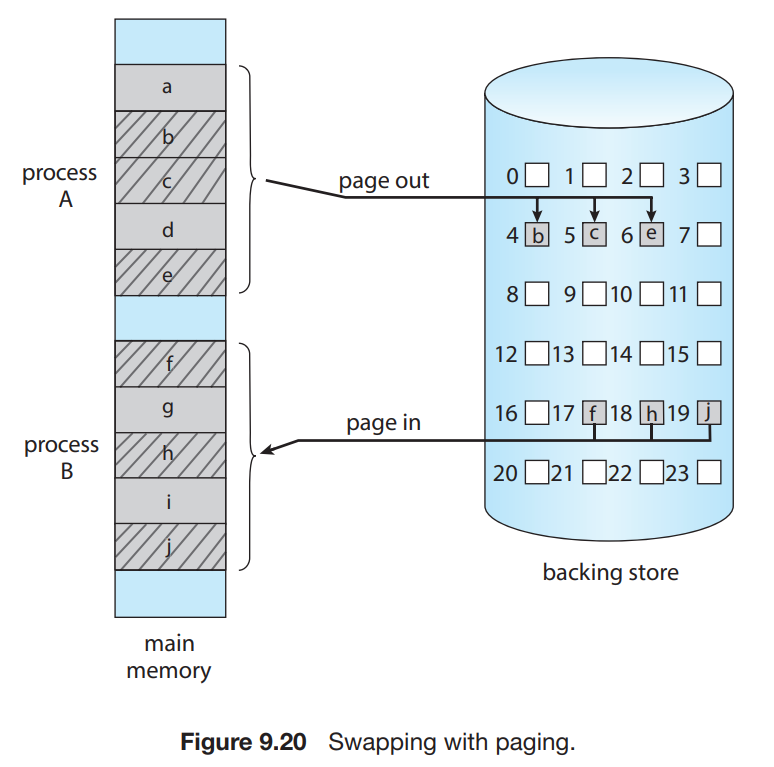 a
b
process
A
c
d
e
page out
0 1 2 3
4 b 5 c 6 e 7
8 9 10 11
12 13 14 15
16 17 f 18 h 19 j
20 21 22 23
f
g
process
B
h
i
j
page in
backing store
main
memory
Figure 9.20 Swapping with paging.